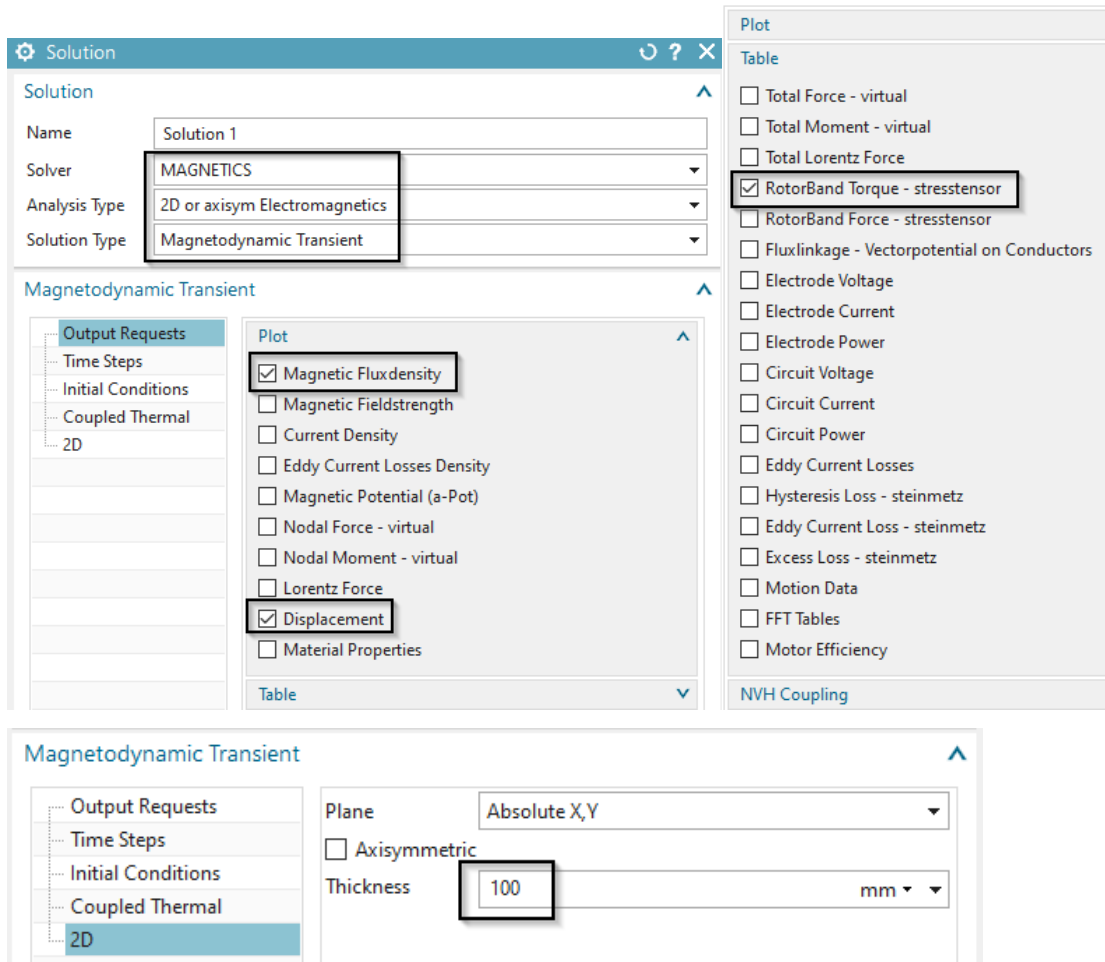 Solution
Solution
Name
Solution 1
Solver
MAGNETICS
Analysis Type
2D or axisym Electromagnetics
Solution Type
Magnetodynamic Transient
Magnetodynamic Transient
Output Requests
Time Steps
Initial Conditions
Coupled Thermal
2D
Plot
Magnetic Fluxdensity
Magnetic Fieldstrength
Current Density
Eddy Current Losses Density
Magnetic Potential (a-Pot)
Nodal Force - virtual
Nodal Moment - virtual
Lorentz Force
Displacement
Material Properties
Table
Plot
Table
Total Force - virtual
Total Moment - virtual
Total Lorentz Force
RotorBand Torque - stresstensor
RotorBand Force - stresstensor
Fluxlinkage - Vectorpotential on Conductors
Electrode Voltage
Electrode Current
Electrode Power
Circuit Voltage
Circuit Current
Circuit Power
Eddy Current Losses
Hysteresis Loss - steinmetz
Eddy Current Loss - steinmetz
Excess Loss - steinmetz
Motion Data
FFT Tables
Motor Efficiency
NVH Coupling
Magnetodynamic Transient
Output Requests
Time Steps
Initial Conditions
Coupled Thermal
2D
Plane
Absolute X,Y
Axisymmetric
Thickness
100
mm